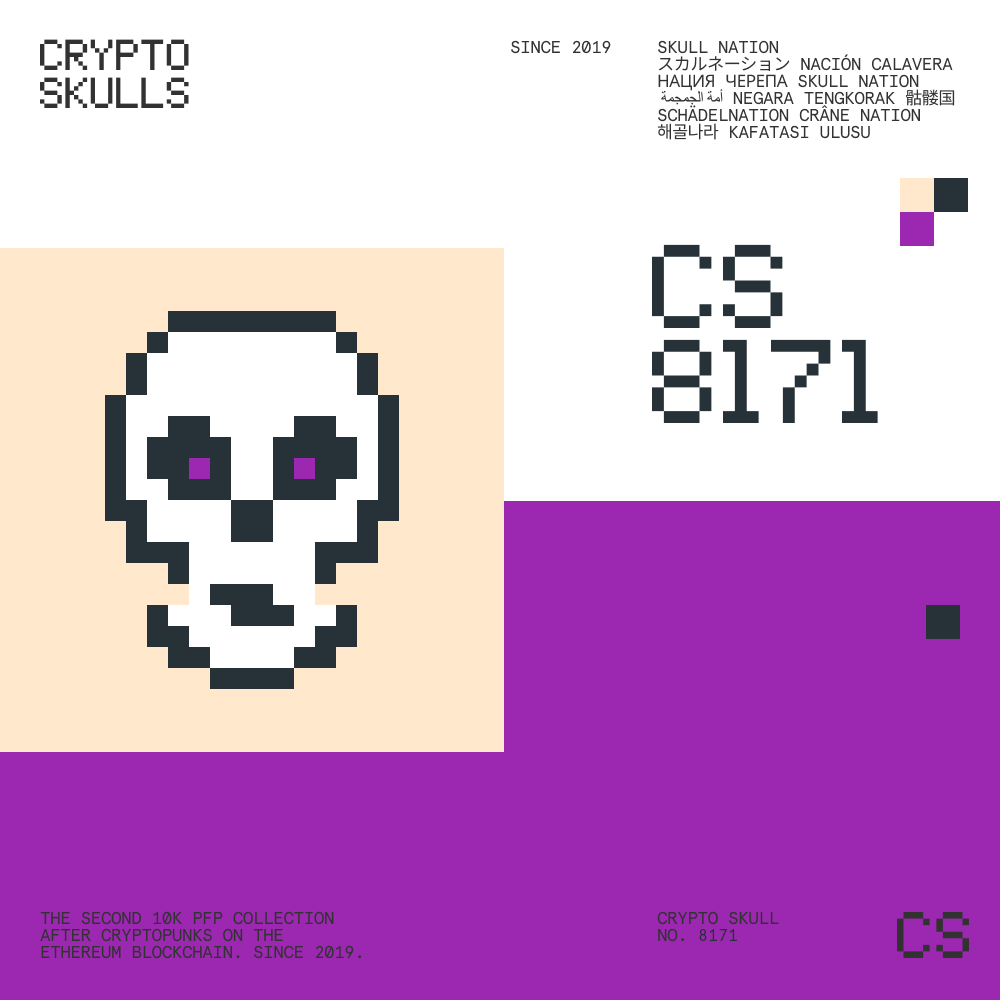 CRYPTO
SKULLS
SINCE 2019
SKULL NATION
スカルネーション NACIÓN CALAVERA
НАЦИЯ ЧЕРЕПА SKULL NATION
أمة الجمجمة NEGARA TENGKORAK 骷髅国
SCHÄDELNATION CRÂNE NATION
해골나라 KAFATASI ULUSU
CS
8171
THE SECOND 10K PFP COLLECTION
AFTER CRYPTOPUNKS ON THE
ETHEREUM BLOCKCHAIN. SINCE 2019.
CRYPTO SKULL
NO. 8171
CS